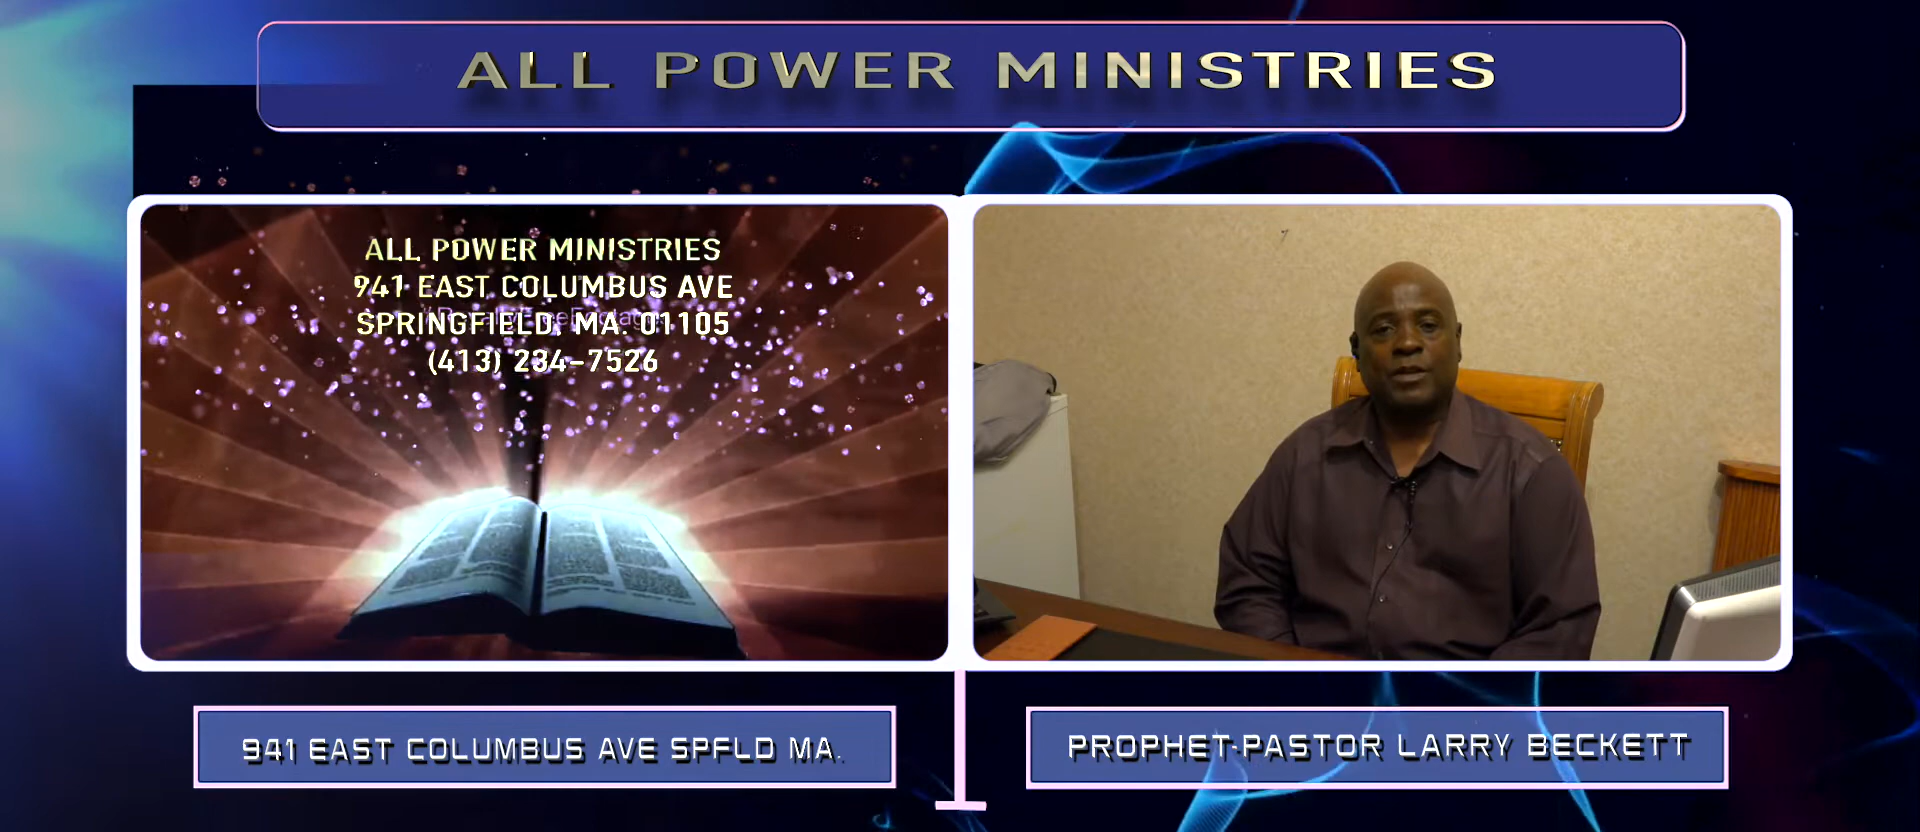 ALL POWER MINISTRIES
ALL POWER MINISTRIES
941 EAST COLUMBUS AVE
SPRINGFIELD, MA. 01105
(413) 234-7526
941 EAST COLUMBUS AVE SPFLD MA.
PROPHET-PASTOR LARRY BECKETT